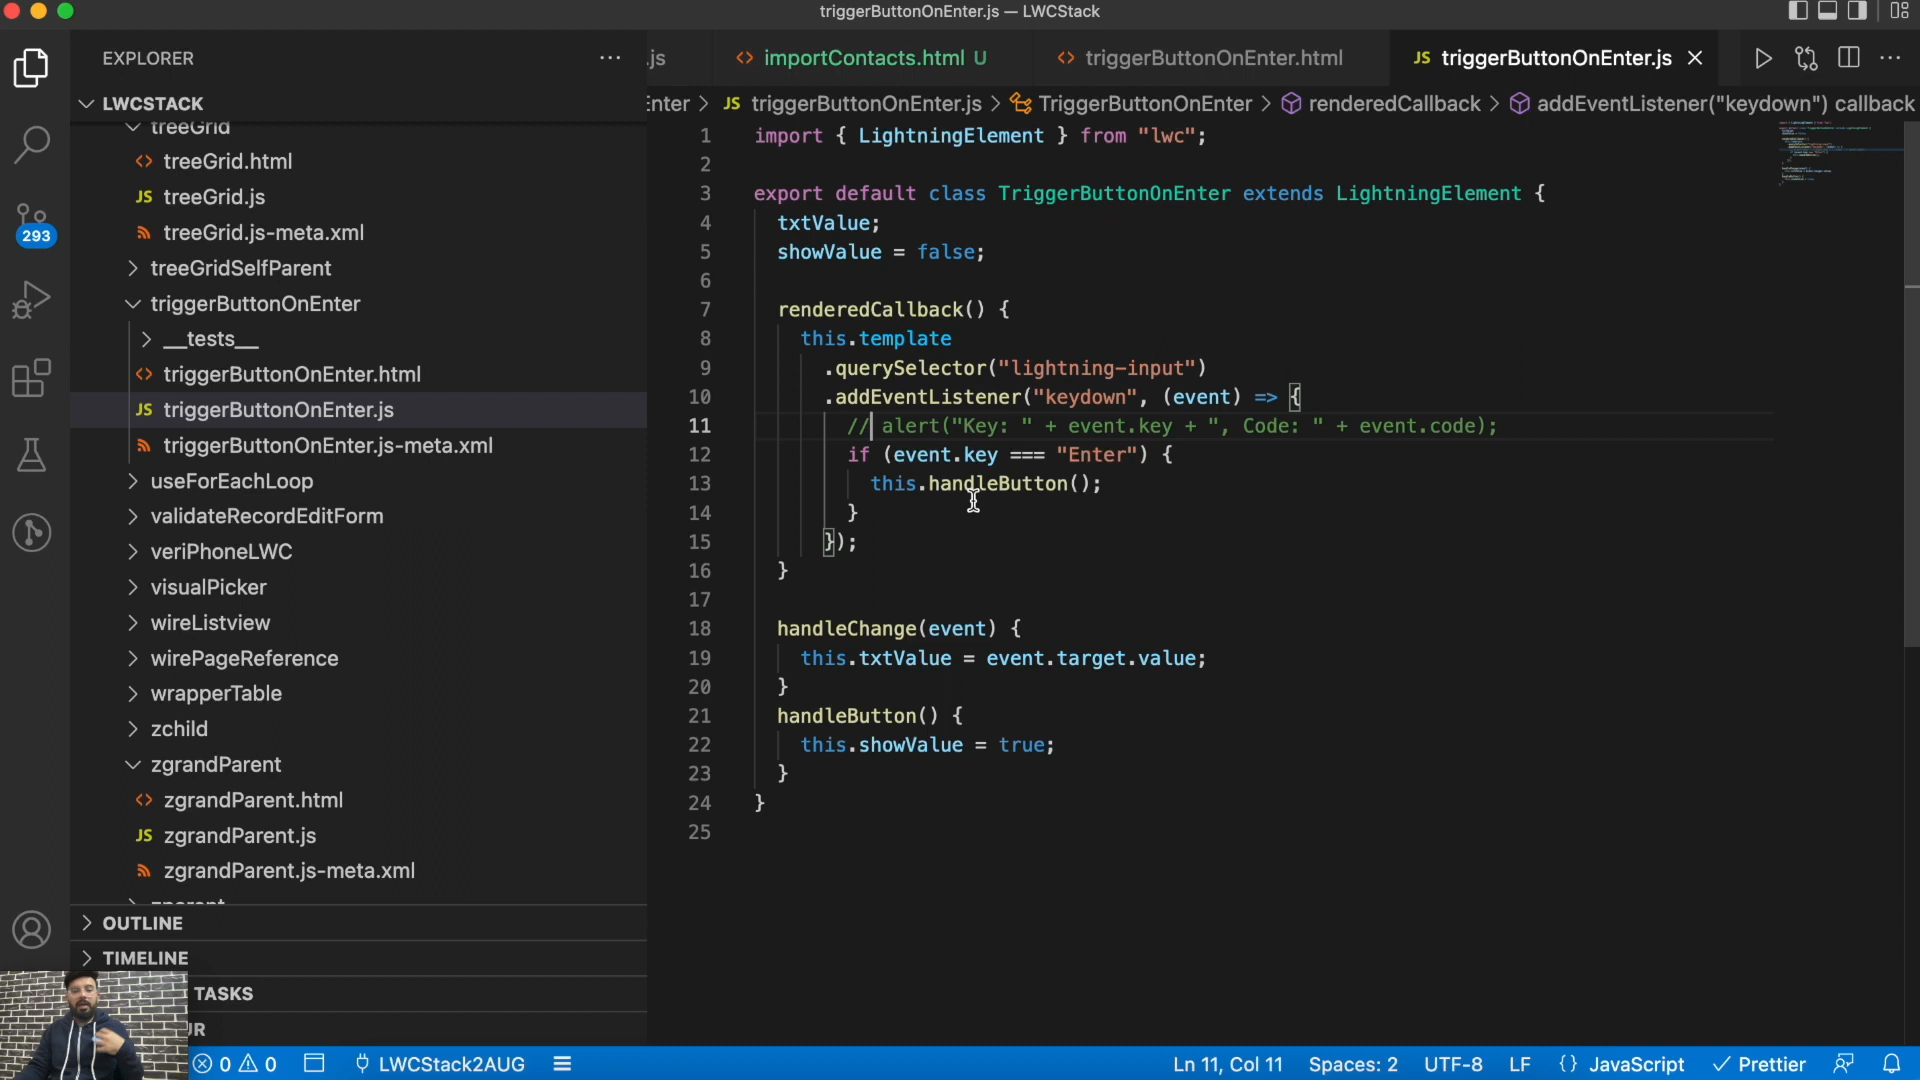 triggerButtonOnEnter.js — LWCStack
EXPLORER
.js
importContacts.html U
triggerButtonOnEnter.html
JS triggerButtonOnEnter.js
Enter > JS triggerButtonOnEnter.js > TriggerButtonOnEnter > renderedCallback > addEventListener("keydown") callback
LWCSTACK
treeGrid
treeGrid.html
JS treeGrid.js
treeGrid.js-meta.xml
treeGridSelfParent
triggerButtonOnEnter
__tests__
triggerButtonOnEnter.html
JS triggerButtonOnEnter.js
triggerButtonOnEnter.js-meta.xml
useForEachLoop
validateRecordEditForm
veriPhoneLWC
visualPicker
wireListview
wirePageReference
wrapperTable
zchild
zgrandParent
zgrandParent.html
JS zgrandParent.js
zgrandParent.js-meta.xml
OUTLINE
TIMELINE
TASKS
293
1 import { LightningElement } from "lwc";
2
3 export default class TriggerButtonOnEnter extends LightningElement {
4 txtValue;
5 showValue = false;
6
7 renderedCallback() {
8 this.template
9 .querySelector("lightning-input")
10 .addEventListener("keydown", (event) => {
11 // alert("Key: " + event.key + ", Code: " + event.code);
12 if (event.key === "Enter") {
13 this.handleButton();
14 }
15 });
16 }
17
18 handleChange(event) {
19 this.txtValue = event.target.value;
20 }
21 handleButton() {
22 this.showValue = true;
23 }
24 }
25
0 0 LWCStack2AUG
Ln 11, Col 11 Spaces: 2 UTF-8 LF {} JavaScript Prettier